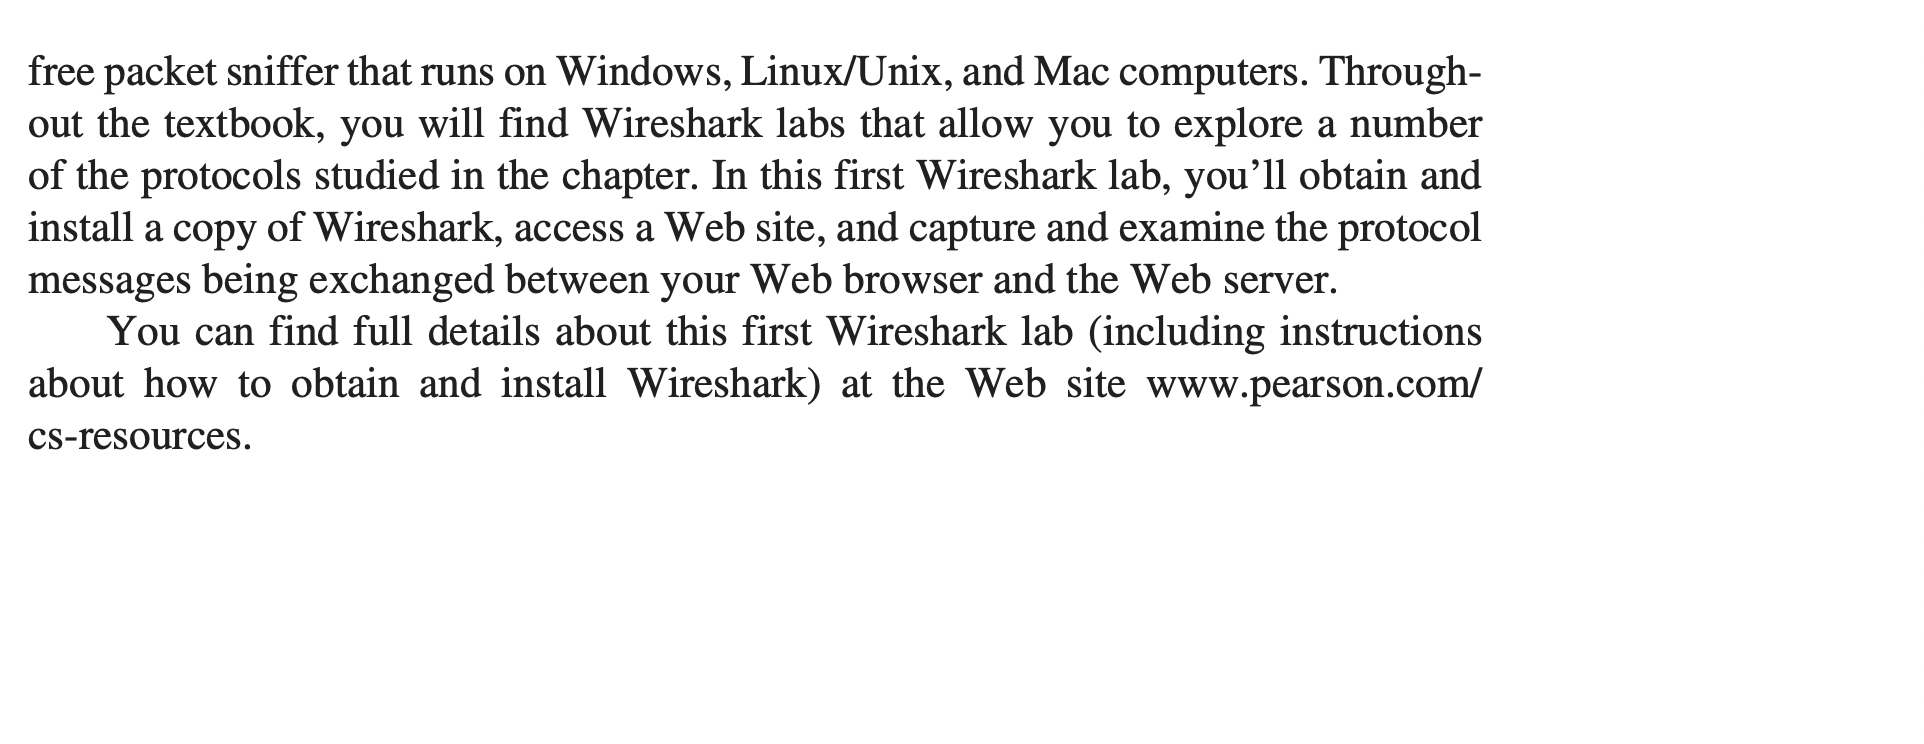 free packet sniffer that runs on Windows, Linux/Unix, and Mac computers. Through-
out the textbook, you will find Wireshark labs that allow you to explore a number
of the protocols studied in the chapter. In this first Wireshark lab, you’ll obtain and
install a copy of Wireshark, access a Web site, and capture and examine the protocol
messages being exchanged between your Web browser and the Web server.
You can find full details about this first Wireshark lab (including instructions
about how to obtain and install Wireshark) at the Web site www.pearson.com/
cs-resources.